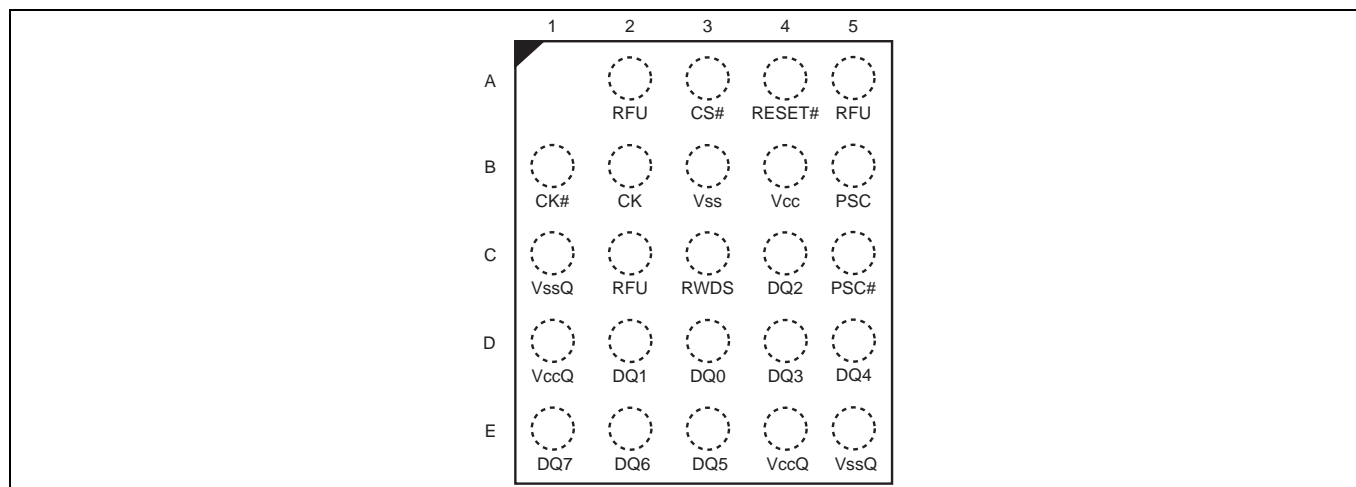 1 2 3 4 5
A
RFU CS# RESET# RFU
B
CK# CK Vss Vcc PSC
C
VssQ RFU RWDS DQ2 PSC#
D
VccQ DQ1 DQ0 DQ3 DQ4
E
DQ7 DQ6 DQ5 VccQ VssQ